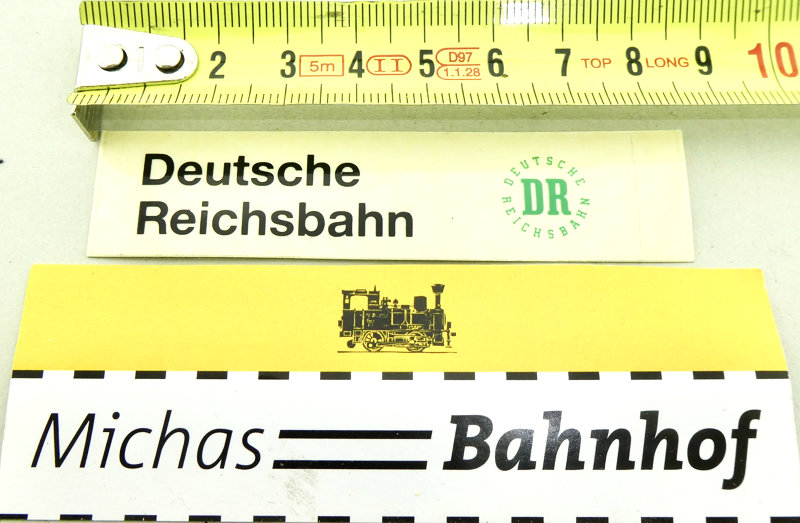 2 3 5m 4 II 5 D97 1.1.28 6 7 TOP 8 LONG 9 10
Deutsche
Reichsbahn
DEUTSCHE
DR
REICHSBAHN
Michas Bahnhof